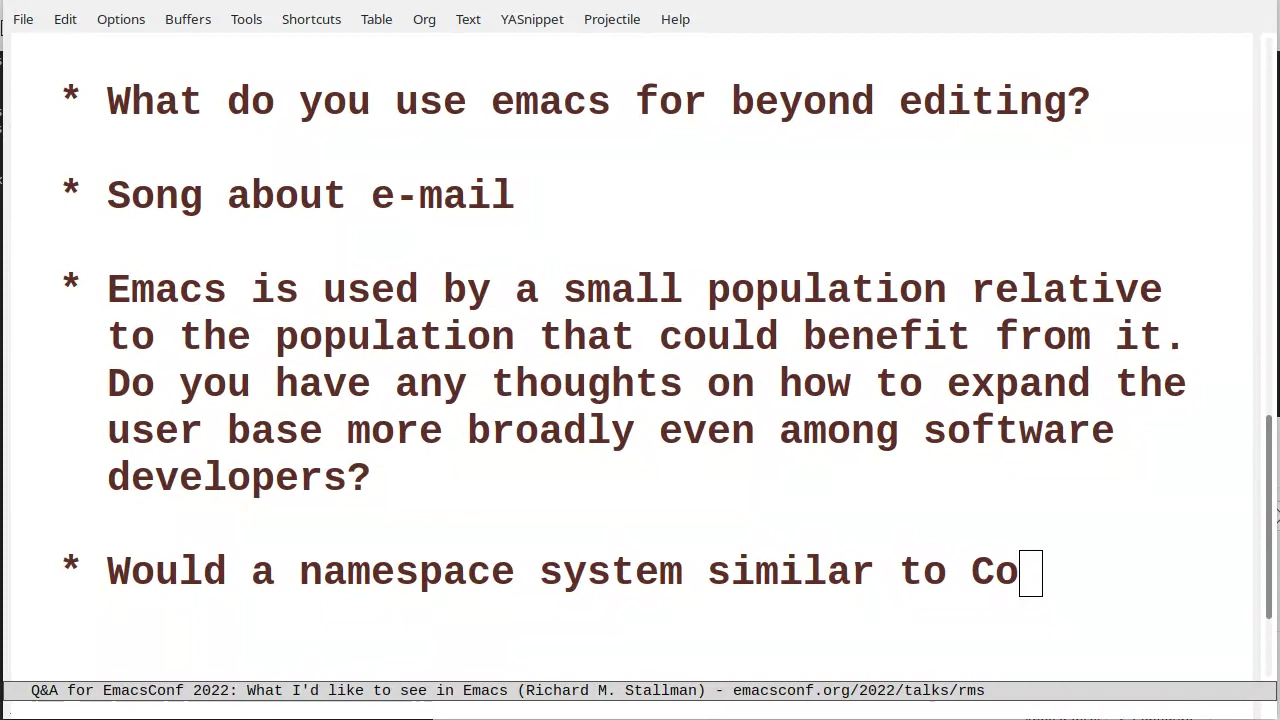 File Edit Options Buffers Tools Shortcuts Table Org Text YASnippet Projectile Help
* What do you use emacs for beyond editing?
* Song about e-mail
* Emacs is used by a small population relative
to the population that could benefit from it.
Do you have any thoughts on how to expand the
user base more broadly even among software
developers?
* Would a namespace system similar to Co
Q&A for EmacsConf 2022: What I'd like to see in Emacs (Richard M. Stallman) - emacsconf.org/2022/talks/rms